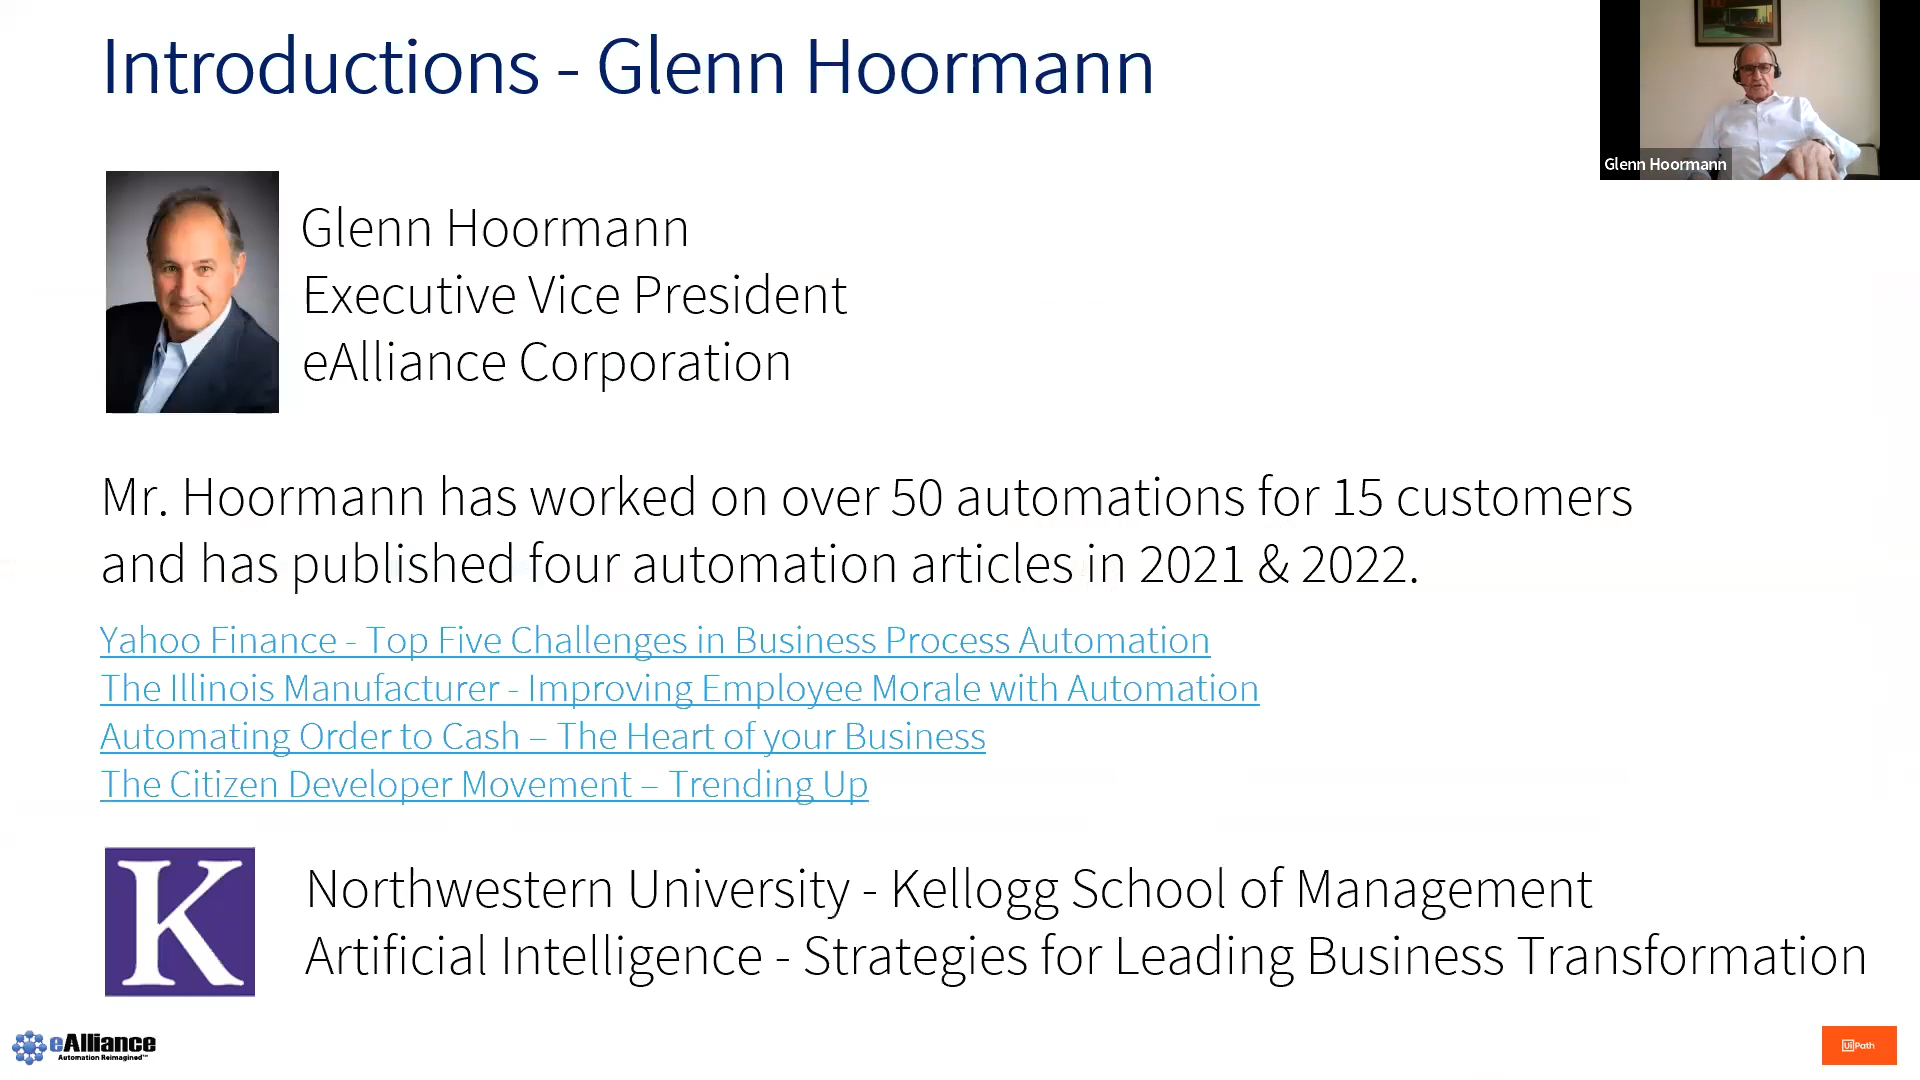 Introductions - Glenn Hoormann
Glenn Hoormann
Glenn Hoormann
Executive Vice President
eAlliance Corporation
Mr. Hoormann has worked on over 50 automations for 15 customers
and has published four automation articles in 2021 & 2022.
Yahoo Finance - Top Five Challenges in Business Process Automation
The Illinois Manufacturer - Improving Employee Morale with Automation
Automating Order to Cash – The Heart of your Business
The Citizen Developer Movement – Trending Up
K
Northwestern University - Kellogg School of Management
Artificial Intelligence - Strategies for Leading Business Transformation
eAlliance
Automation Reimagined™
UiPath